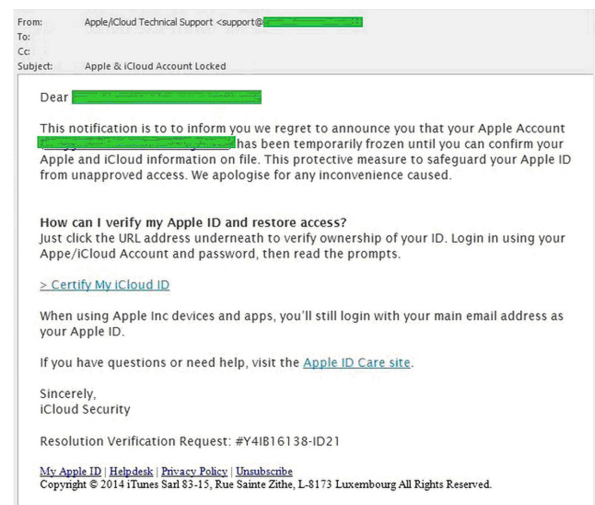 From: Apple/iCloud Technical Support <support@
To:
Cc:
Subject: Apple & iCloud Account Locked
Dear
This notification is to to inform you we regret to announce you that your Apple Account
has been temporarily frozen until you can confirm your
Apple and iCloud information on file. This protective measure to safeguard your Apple ID
from unapproved access. We apologise for any inconvenience caused.
How can I verify my Apple ID and restore access?
Just click the URL address underneath to verify ownership of your ID. Login in using your
Appe/iCloud Account and password, then read the prompts.
> Certify My iCloud ID
When using Apple Inc devices and apps, you'll still login with your main email address as
your Apple ID.
If you have questions or need help, visit the Apple ID Care site.
Sincerely,
iCloud Security
Resolution Verification Request: #Y4IB16138-ID21
My Apple ID | Helpdesk | Privacy Policy | Unsubscribe
Copyright © 2014 iTunes Sarl 83-15, Rue Sainte Zithe, L-8173 Luxembourg All Rights Reserved.